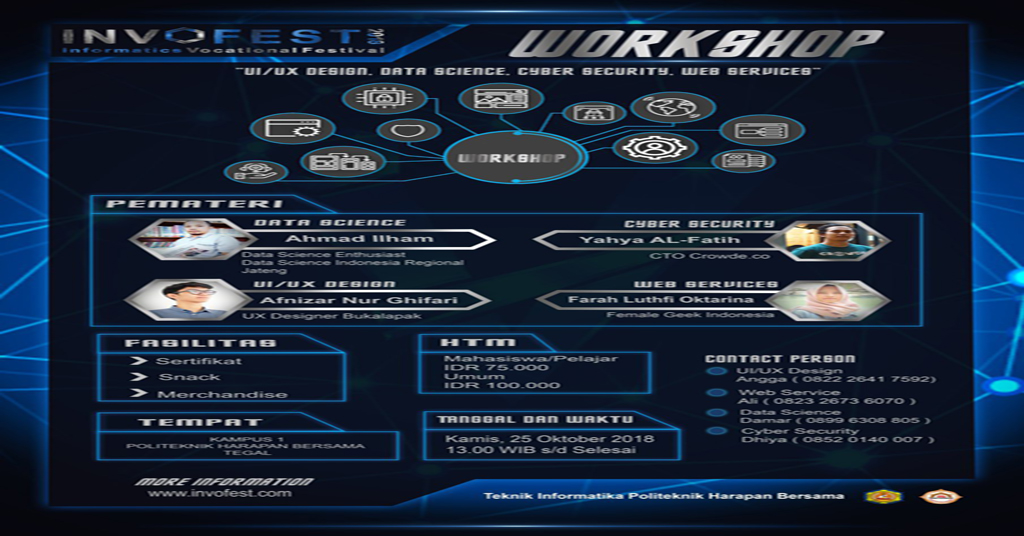 INVOFEST 2018
Informatics Vocational Festival
WORKSHOP
"UI/UX DESIGN, DATA SCIENCE, CYBER SECURITY, WEB SERVICES"
WORKSHOP
PEMATERI
DATA SCIENCE
Ahmad Ilham
Data Science Enthusiast
Data Science Indonesia Regional
Jateng
CYBER SECURITY
Yahya AL-Fatih
CTO Crowde.co
UI/UX DESIGN
Afnizar Nur Ghifari
UX Designer Bukalapak
WEB SERVICES
Farah Luthfi Oktarina
Female Geek Indonesia
FASILITAS
Sertifikat
Snack
Merchandise
HTM
Mahasiswa/Pelajar
IDR 75.000
Umum
IDR 100.000
CONTACT PERSON
UI/UX Design
Angga ( 0822 2641 7592)
Web Service
Ali ( 0823 2673 6070 )
Data Science
Damar ( 0899 6308 805 )
Cyber Security
Dhiya ( 0852 0140 007 )
TEMPAT
KAMPUS 1
POLITEKNIK HARAPAN BERSAMA
TEGAL
TANGGAL DAN WAKTU
Kamis, 25 Oktober 2018
13.00 WIB s/d Selesai
MORE INFORMATION
www.invofest.com
Teknik Informatika Politeknik Harapan Bersama